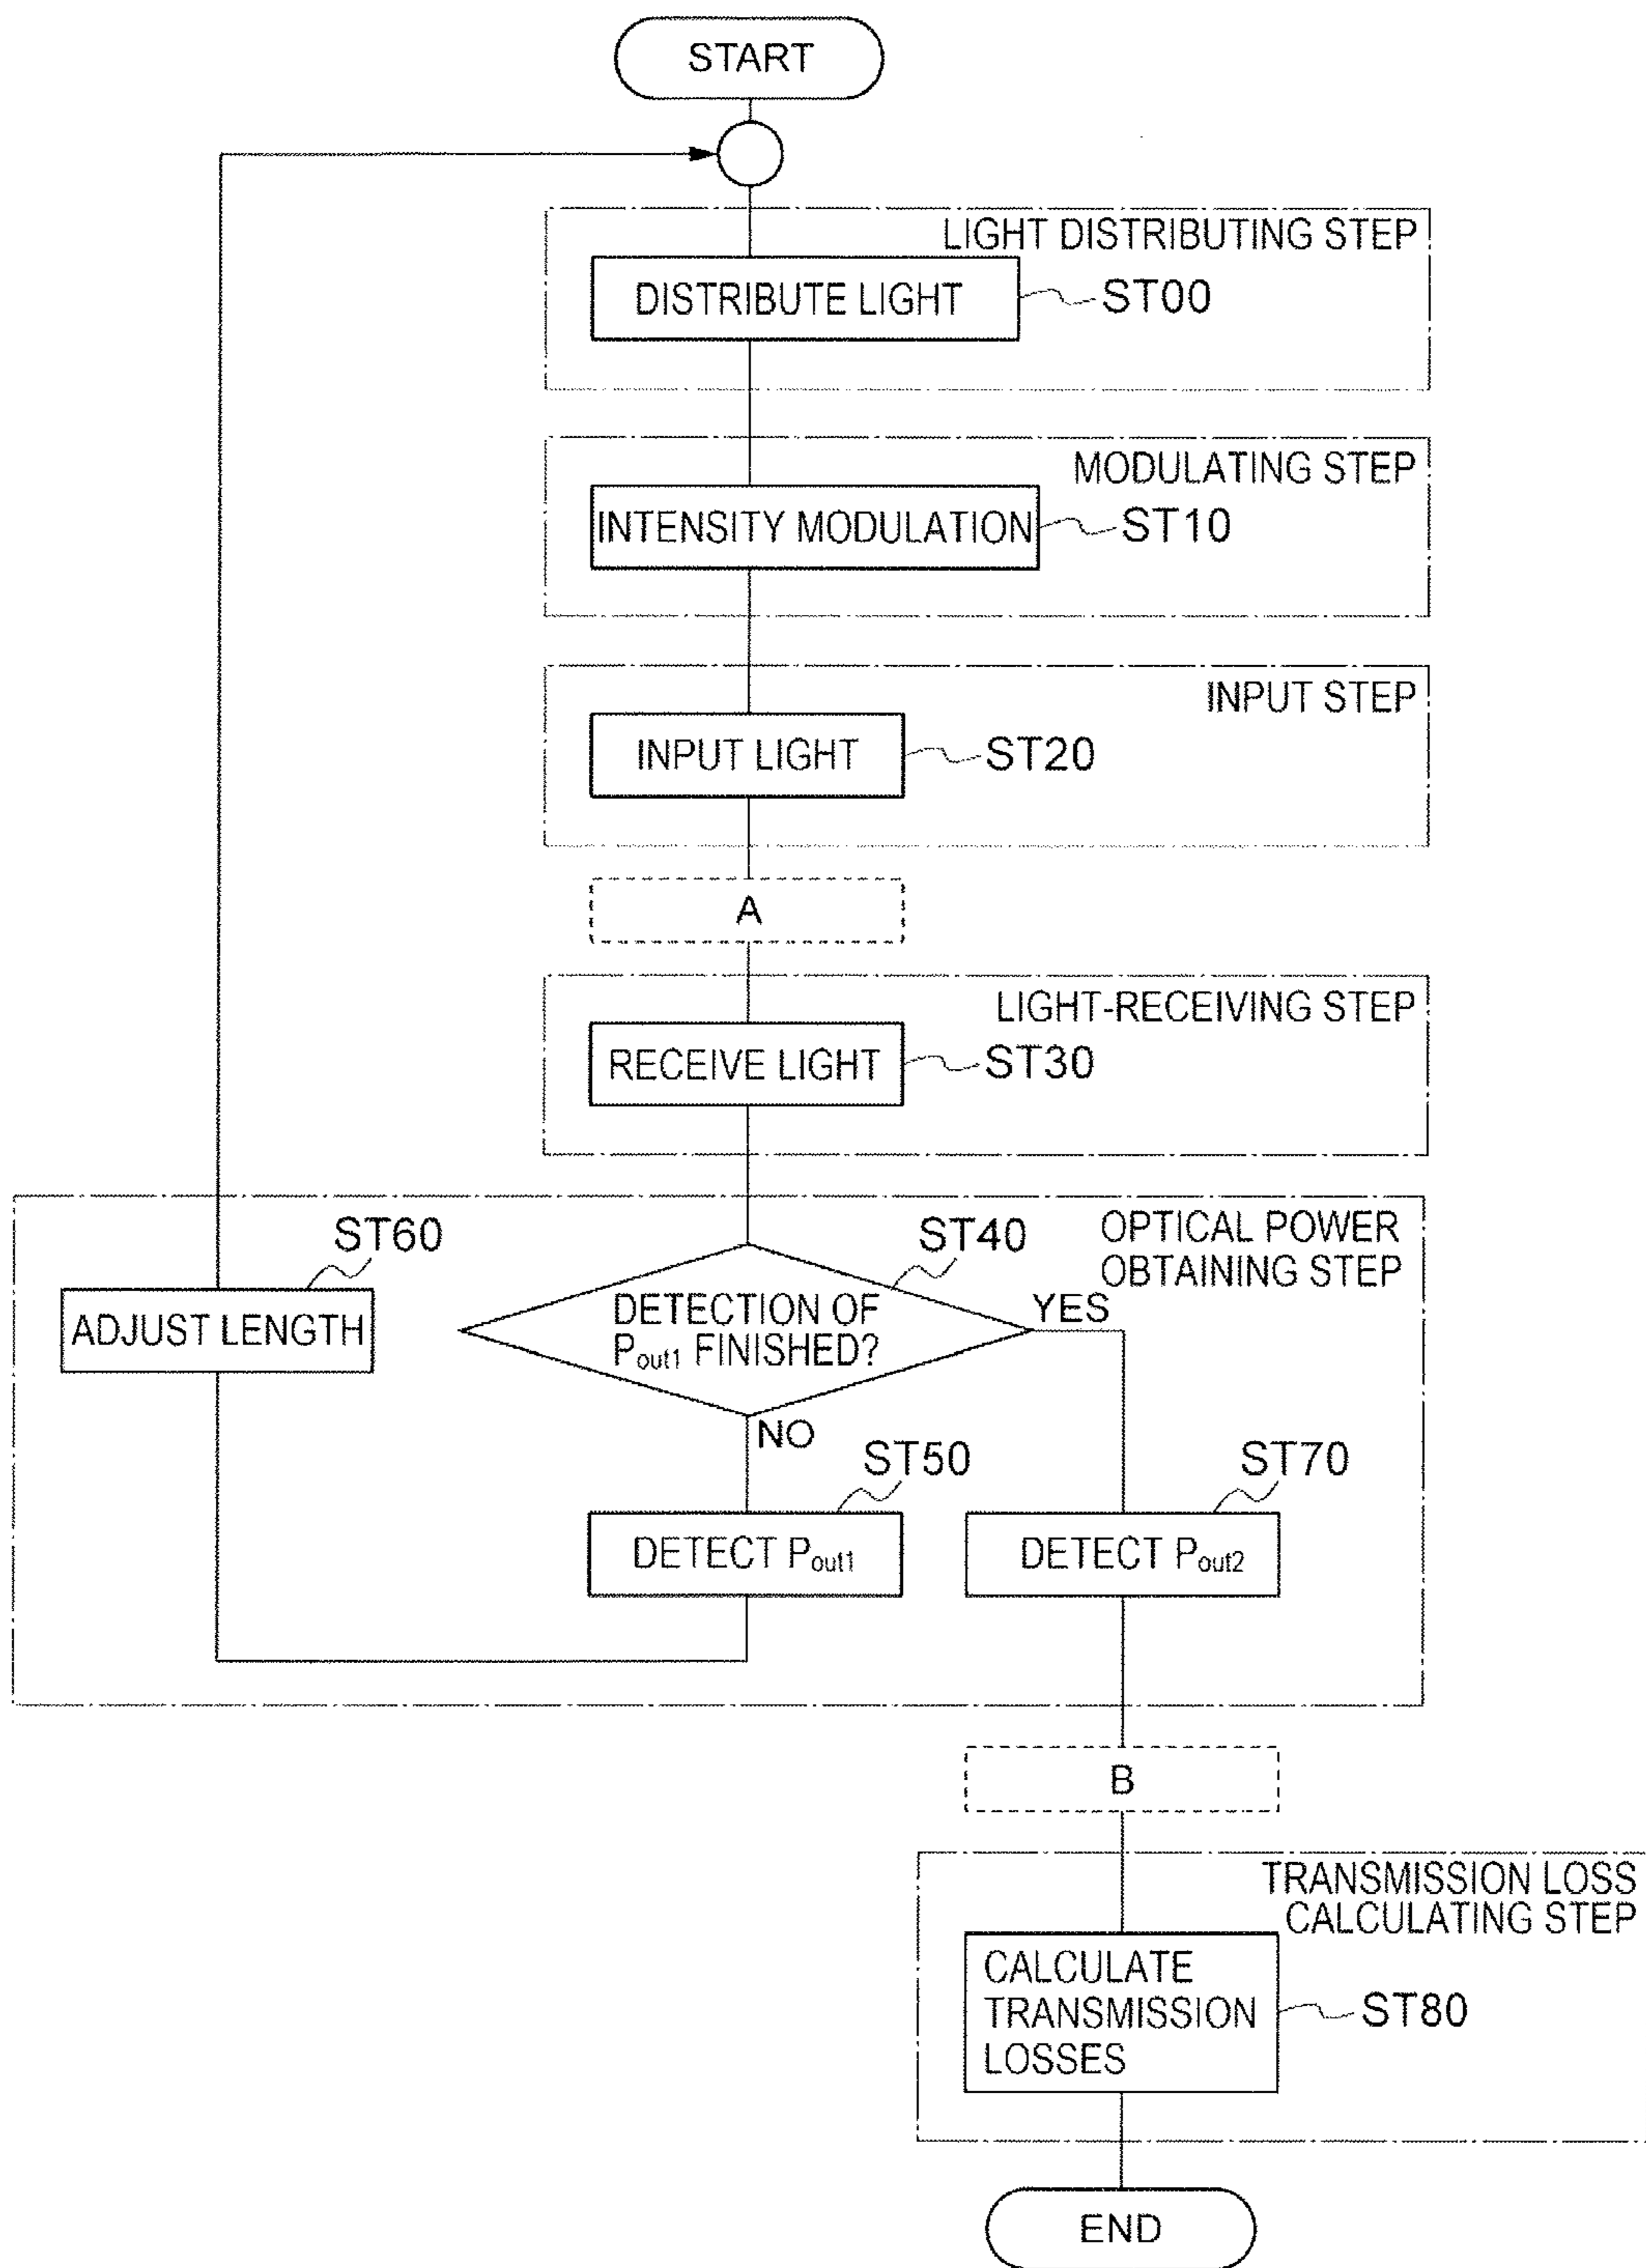 START
LIGHT DISTRIBUTING STEP
DISTRIBUTE LIGHT
ST00
MODULATING STEP
INTENSITY MODULATION
ST10
INPUT STEP
INPUT LIGHT
ST20
A
LIGHT-RECEIVING STEP
RECEIVE LIGHT
ST30
OPTICAL POWER
OBTAINING STEP
ST60
ADJUST LENGTH
ST40
DETECTION OF
Pout1 FINISHED?
YES
NO
ST50
DETECT Pout1
ST70
DETECT Pout2
B
TRANSMISSION LOSS
CALCULATING STEP
CALCULATE
TRANSMISSION
LOSSES
ST80
END